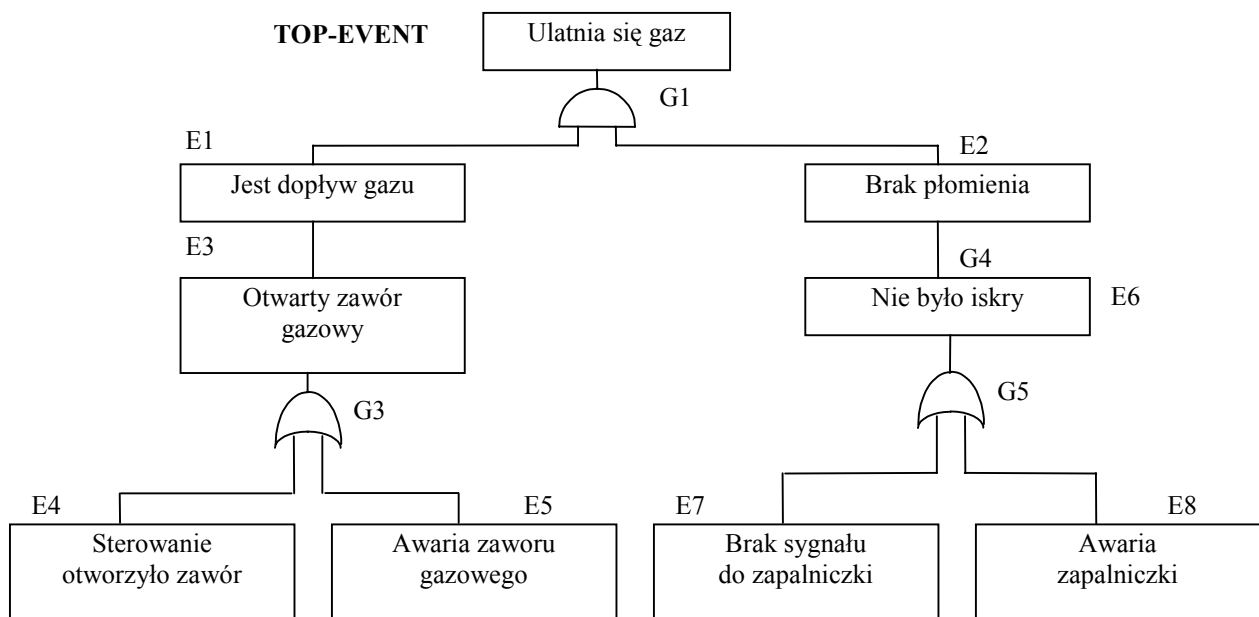 TOP-EVENT
Ulatnia się gaz
G1
E1
E2
Jest dopływ gazu
Brak płomienia
E3
G4
Otwarty zawór
gazowy
Nie było iskry
E6
G3
G5
E4
E5
E7
E8
Sterowanie
otworzyło zawór
Awaria zaworu
gazowego
Brak sygnału
do zapalniczki
Awaria
zapalniczki